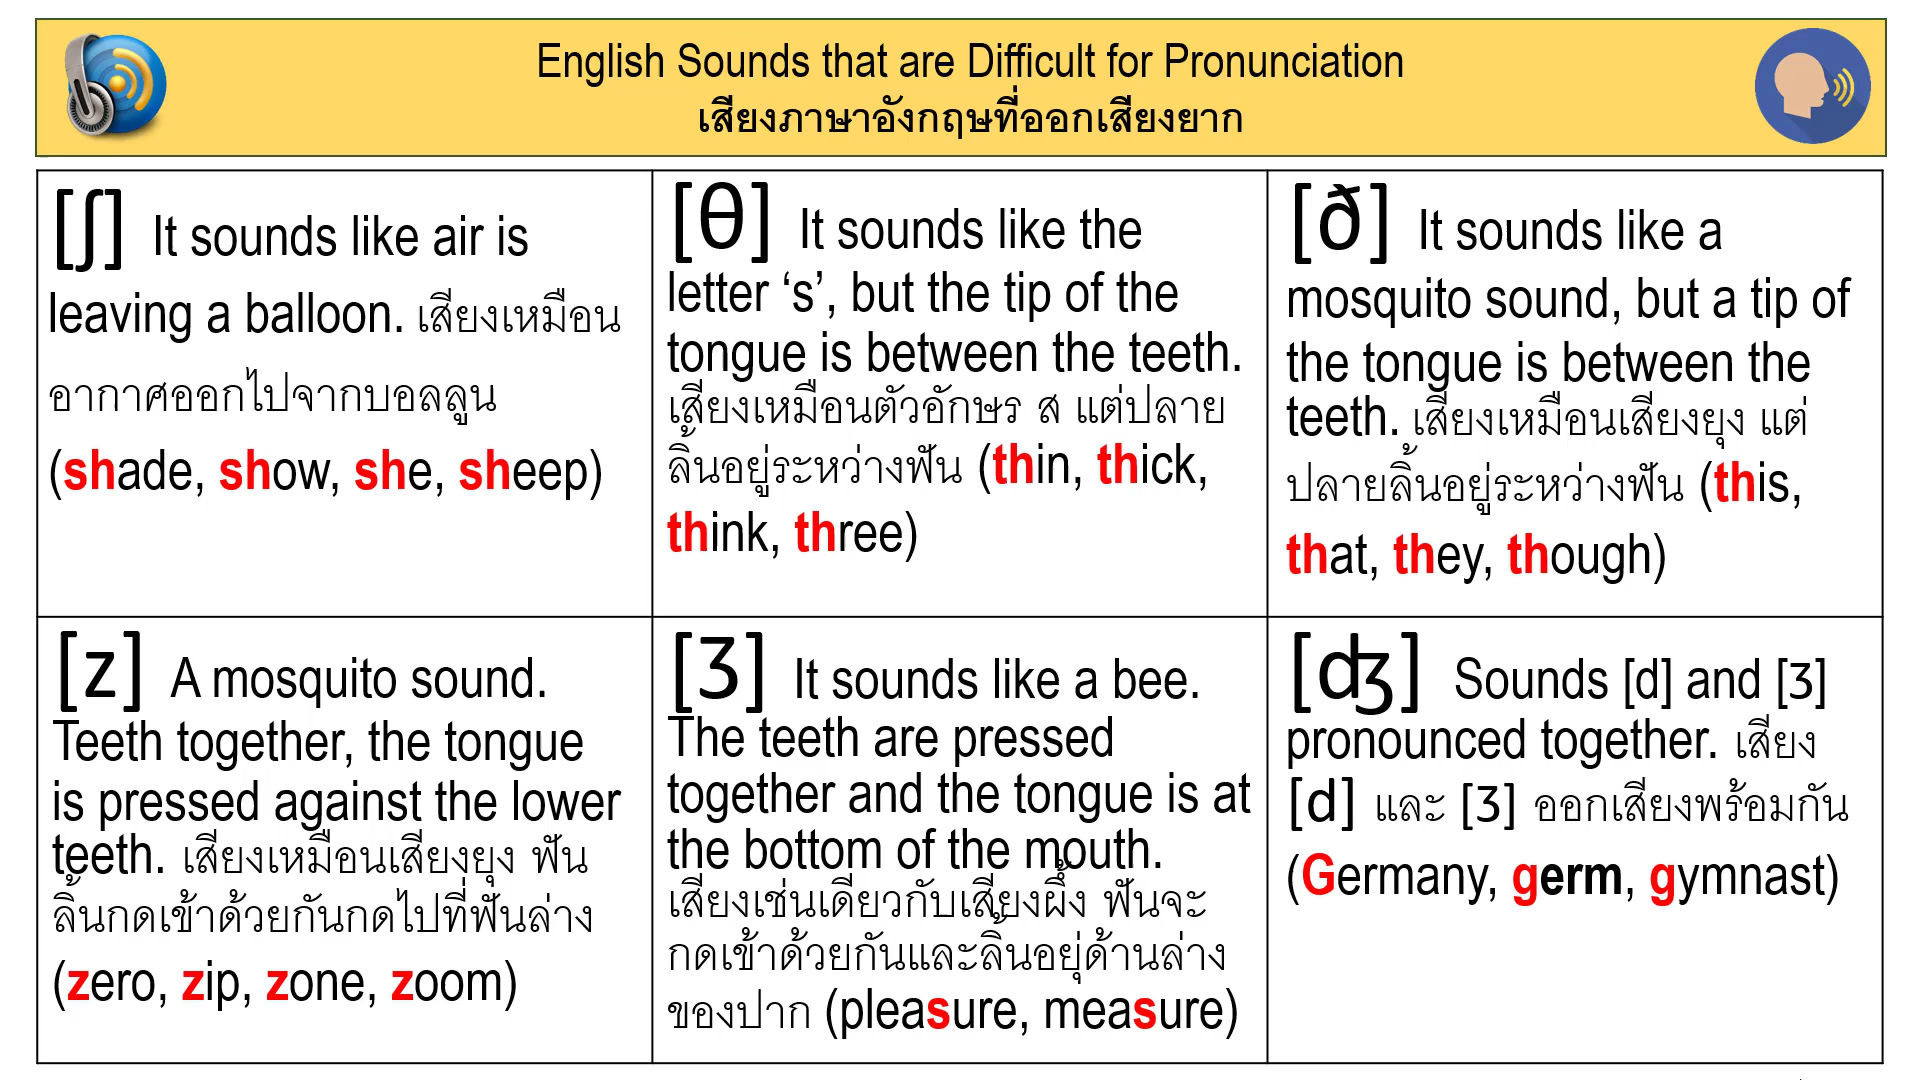 English Sounds that are Difficult for Pronunciation
เสียงภาษาอังกฤษที่ออกเสียงยาก
[ʃ] It sounds like air is
leaving a balloon. เสียงเหมือน
อากาศออกไปจากบอลลูน
(shade, show, she, sheep)
[θ] It sounds like the
letter ‘s’, but the tip of the
tongue is between the teeth.
เสียงเหมือนตัวอักษร ส แต่ปลาย
ลิ้นอยู่ระหว่างฟัน (thin, thick,
think, three)
[ð] It sounds like a
mosquito sound, but a tip of
the tongue is between the
teeth. เสียงเหมือนเสียงยุง แต่
ปลายลิ้นอยู่ระหว่างฟัน (this,
that, they, though)
[z] A mosquito sound.
Teeth together, the tongue
is pressed against the lower
teeth. เสียงเหมือนเสียงยุง ฟัน
ลิ้นกดเข้าด้วยกันกดไปที่ฟันล่าง
(zero, zip, zone, zoom)
[ʒ] It sounds like a bee.
The teeth are pressed
together and the tongue is at
the bottom of the mouth.
เสียงเช่นเดียวกับเสียงผึ้ง ฟันจะ
กดเข้าด้วยกันและลิ้นอยุ่ด้านล่าง
ของปาก (pleasure, measure)
[ʤ] Sounds [d] and [ʒ]
pronounced together. เสียง
[d] และ [ʒ] ออกเสียงพร้อมกัน
(Germany, germ, gymnast)